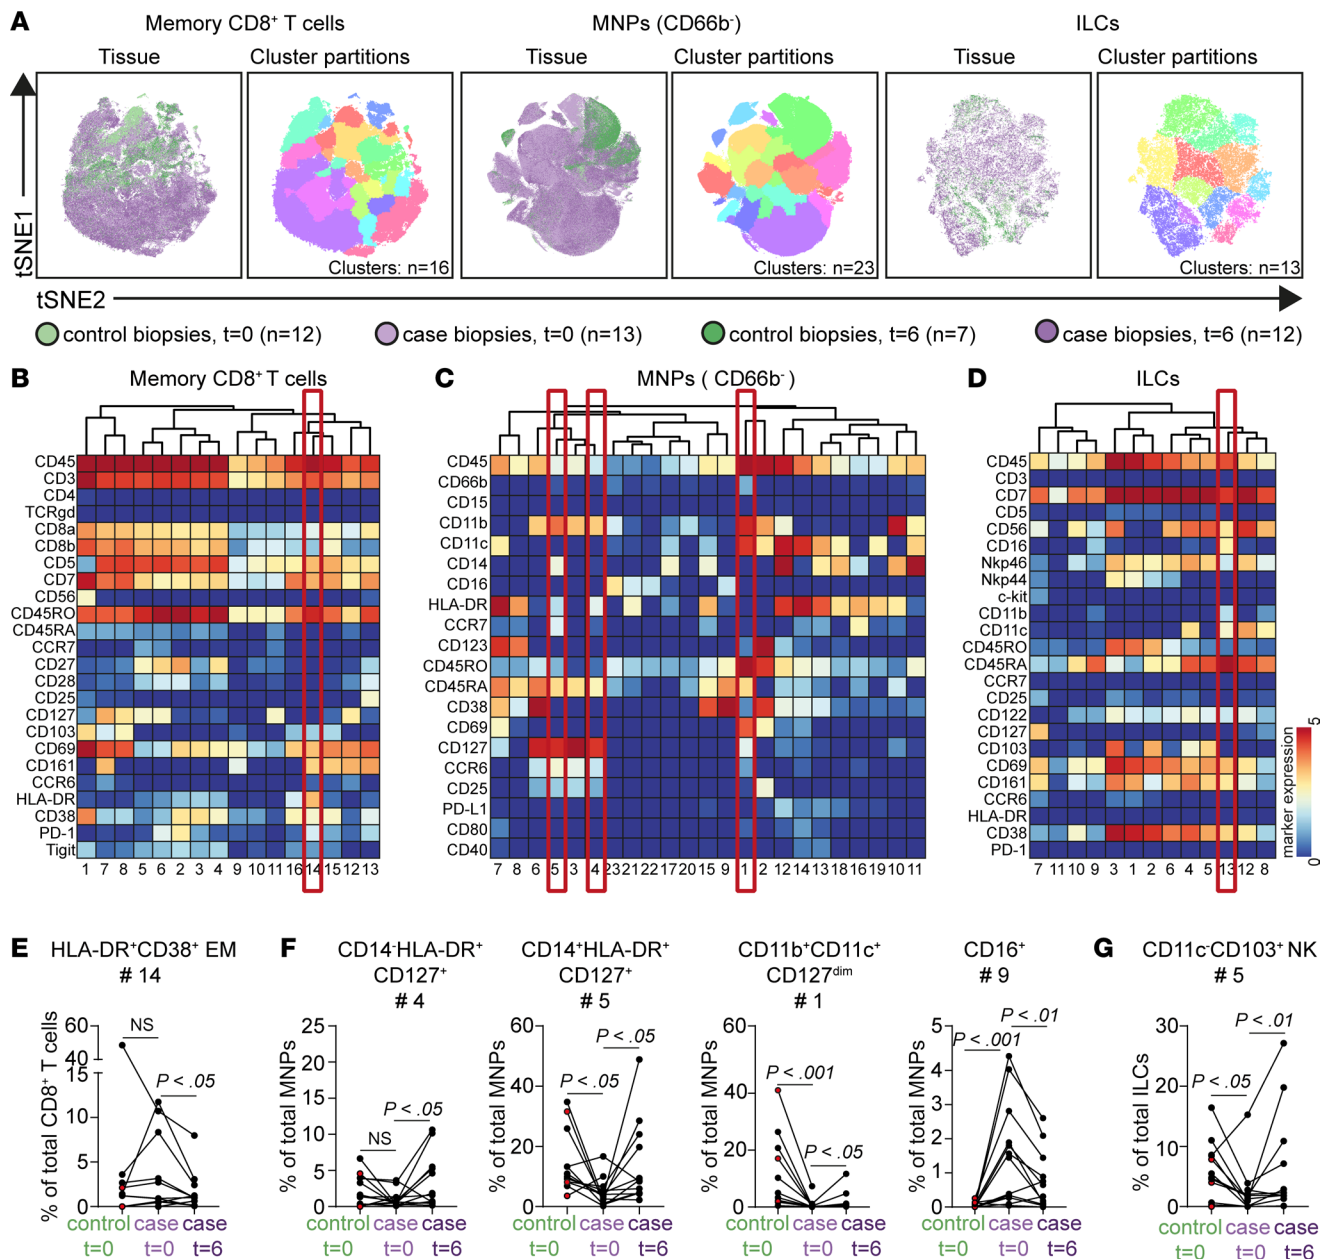 A
Memory CD8+ T cells
MNPs (CD66b-)
ILCs
Tissue
Cluster partitions
Tissue
Cluster partitions
Tissue
Cluster partitions
tSNE1
Clusters: n=16
Clusters: n=23
Clusters: n=13
tSNE2
control biopsies, t=0 (n=12)
case biopsies, t=0 (n=13)
control biopsies, t=6 (n=7)
case biopsies, t=6 (n=12)
B
Memory CD8+ T cells
CD45
CD3
CD4
TCRgd
CD8a
CD8b
CD5
CD7
CD56
CD45RO
CD45RA
CCR7
CD27
CD28
CD25
CD127
CD103
CD69
CD161
CCR6
HLA-DR
CD38
PD-1
Tigit
1 7 8 5 6 2 3 4 9 10 11 16 14 15 12 13
C
MNPs ( CD66b-)
CD45
CD66b
CD15
CD11b
CD11c
CD14
CD16
HLA-DR
CCR7
CD123
CD45RO
CD45RA
CD38
CD69
CD127
CCR6
CD25
PD-L1
CD80
CD40
7 8 6 5 3 4 23 21 22 17 20 15 9 1 2 12 14 13 18 16 19 10 11
D
ILCs
CD45
CD3
CD7
CD5
CD56
CD16
Nkp46
Nkp44
c-kit
CD11b
CD11c
CD45RO
CD45RA
CCR7
CD25
CD122
CD127
CD103
CD69
CD161
CCR6
HLA-DR
CD38
PD-1
7 11 10 9 3 1 2 6 4 5 13 12 8
marker expression
0
5
E
HLA-DR+CD38+ EM
# 14
% of total CD8+ T cells
60
40
15
10
5
0
NS
P < .05
control
case
case
t=0
t=0
t=6
F
CD14-HLA-DR+
CD127+
# 4
% of total MNPs
25
20
15
10
5
0
NS
P < .05
control
case
case
t=0
t=0
t=6
CD14+HLA-DR+
CD127+
# 5
% of total MNPs
60
40
20
0
P < .05
P < .05
control
case
case
t=0
t=0
t=6
CD11b+CD11c+
CD127dim
# 1
% of total MNPs
60
40
20
0
P < .001
P < .05
control
case
case
t=0
t=0
t=6
CD16+
# 9
% of total MNPs
5
4
3
2
1
0
P < .001
P < .01
control
case
case
t=0
t=0
t=6
G
CD11c-CD103+ NK
# 5
% of total ILCs
30
20
10
0
P < .05
P < .01
control
case
case
t=0
t=0
t=6